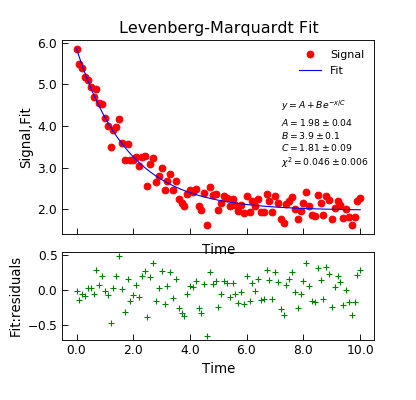 Levenberg-Marquardt Fit
6.0
5.0
4.0
3.0
2.0
Signal,Fit
Signal
Fit
y = A + Be^{-x/C}
A = 1.98 ± 0.04
B = 3.9 ± 0.1
C = 1.81 ± 0.09
χ² = 0.046 ± 0.006
Time
0.5
0.0
−0.5
Fit:residuals
0.0 2.0 4.0 6.0 8.0 10.0
Time